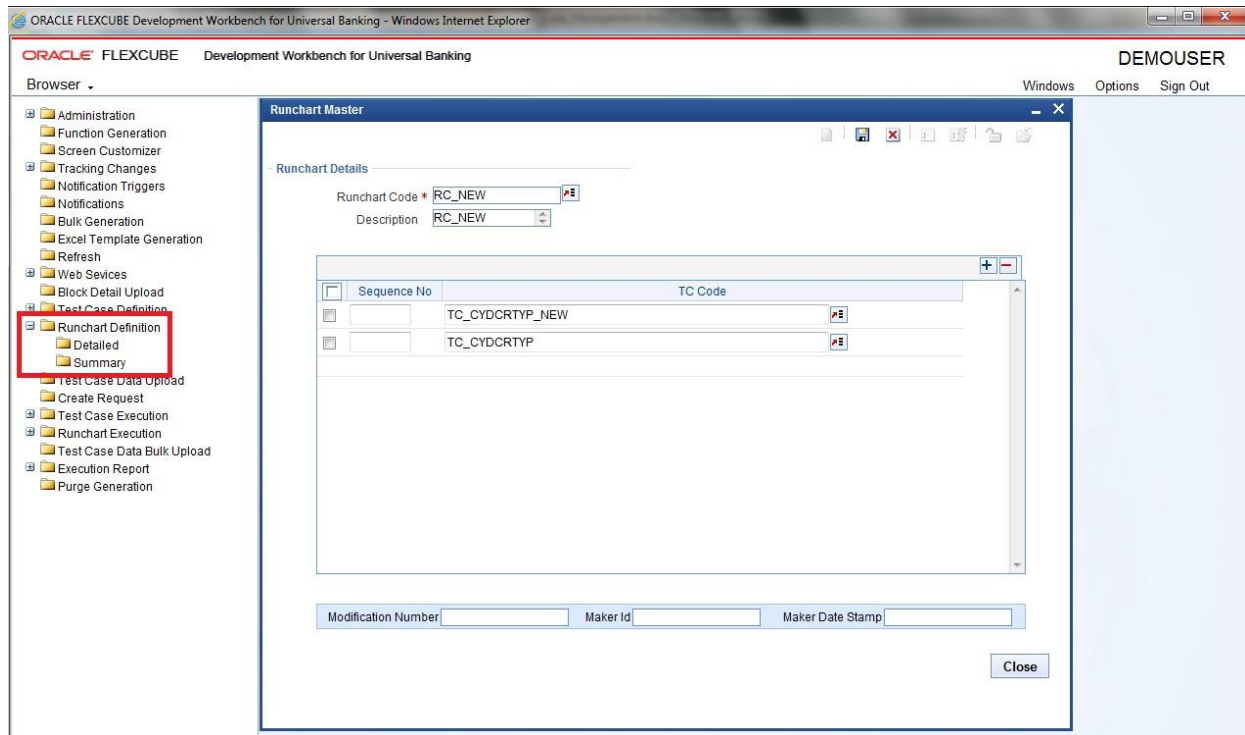 ORACLE FLEXCUBE Development Workbench for Universal Banking - Windows Internet Explorer
ORACLE FLEXCUBE Development Workbench for Universal Banking
DEMOUSER
Browser
Windows Options Sign Out
Administration
Function Generation
Screen Customizer
Tracking Changes
Notification Triggers
Notifications
Bulk Generation
Excel Template Generation
Refresh
Web Sevices
Block Detail Upload
Test Case Definition
Runchart Definition
Detailed
Summary
Test Case Data Upload
Create Request
Test Case Execution
Runchart Execution
Test Case Data Bulk Upload
Execution Report
Purge Generation
Runchart Master
Runchart Details
Runchart Code * RC_NEW
Description RC_NEW
Sequence No TC Code
TC_CYDCRTYP_NEW
TC_CYDCRTYP
Modification Number Maker Id Maker Date Stamp
Close